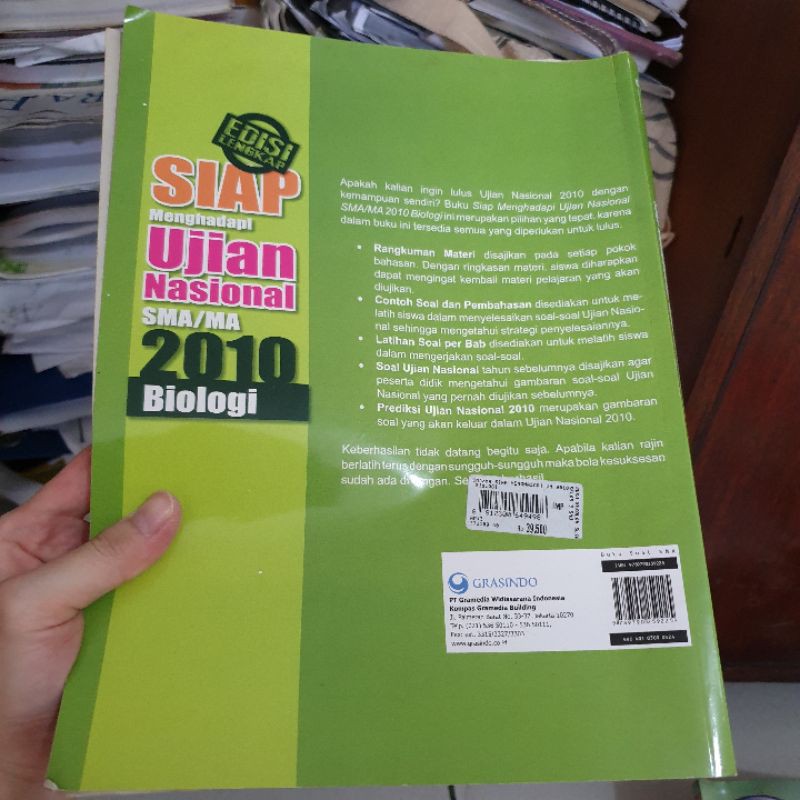 EDISI
LENGKAP
SIAP
Menghadapi
Ujian
Nasional
SMA/MA
2010
Biologi
Apakah kalian ingin lulus Ujian Nasional 2010 dengan
kemampuan sendiri? Buku Siap Menghadapi Ujian Nasional
SMA/MA 2010 Biologi ini merupakan pilihan yang tepat, karena
dalam buku ini tersedia semua yang diperlukan untuk lulus.
• Rangkuman Materi disajikan pada setiap pokok
bahasan. Dengan ringkasan materi, siswa diharapkan
dapat mengingat kembali materi pelajaran yang akan
diujikan.
• Contoh Soal dan Pembahasan disediakan untuk me-
latih siswa dalam menyelesaikan soal-soal Ujian Nasio-
nal sehingga mengetahui strategi penyelesaiannya.
• Latihan Soal per Bab disediakan untuk melatih siswa
dalam mengerjakan soal-soal.
• Soal Ujian Nasional tahun sebelumnya disajikan agar
peserta didik mengetahui gambaran soal-soal Ujian
Nasional yang pernah diujikan sebelumnya.
• Prediksi Ujian Nasional 2010 merupakan gambaran
soal yang akan keluar dalam Ujian Nasional 2010.
Keberhasilan tidak datang begitu saja. Apabila kalian rajin
berlatih terus dengan sungguh-sungguh maka bola kesuksesan
sudah ada di tangan.
39,500
Buku Soal SMA
GRASINDO
PT Gramedia Widiasarana Indonesia
Kompas Gramedia Building
www.grasindo.co.id